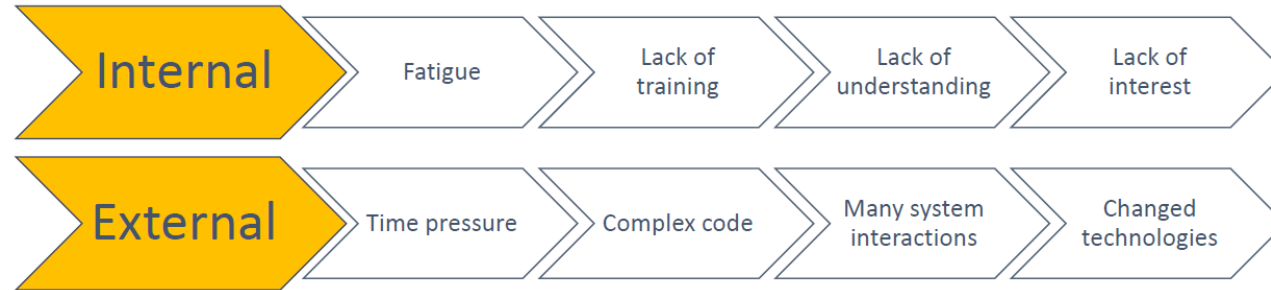 Internal
Fatigue
Lack of
training
Lack of
understanding
Lack of
interest
External
Time pressure
Complex code
Many system
interactions
Changed
technologies